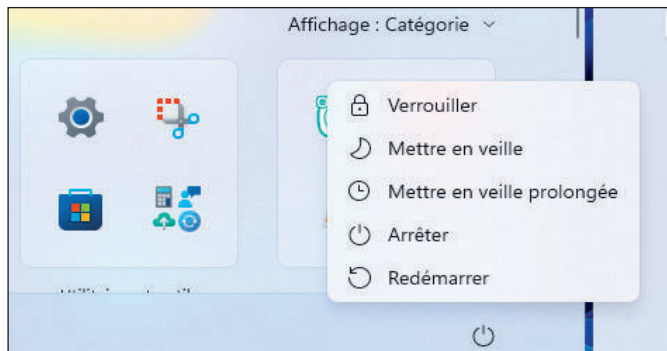 Affichage : Catégorie
Verrouiller
Mettre en veille
Mettre en veille prolongée
Arrêter
Redémarrer